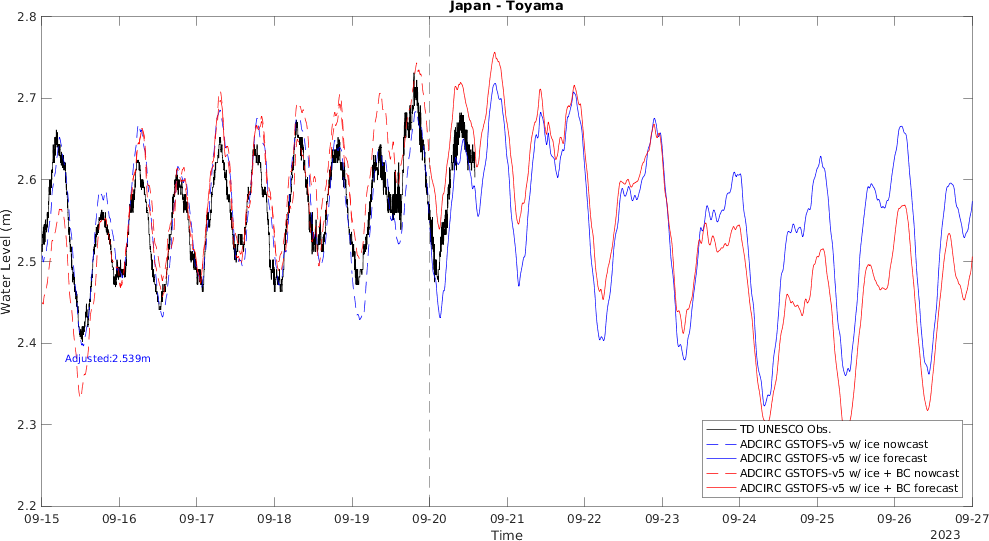 Japan - Toyama
2.8
2.7
2.6
2.5
2.4
2.3
2.2
Water Level (m)
Adjusted:2.539m
TD UNESCO Obs.
ADCIRC GSTOFS-v5 w/ ice nowcast
ADCIRC GSTOFS-v5 w/ ice forecast
ADCIRC GSTOFS-v5 w/ ice + BC nowcast
ADCIRC GSTOFS-v5 w/ ice + BC forecast
09-15 09-16 09-17 09-18 09-19 09-20 09-21 09-22 09-23 09-24 09-25 09-26 09-27
Time
2023